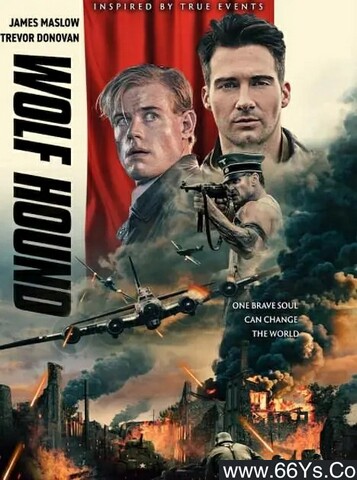 INSPIRED BY TRUE EVENTS
JAMES MASLOW
TREVOR DONOVAN
WOLF HOUND
ONE BRAVE SOUL
CAN CHANGE
THE WORLD
www.66Ys.Co